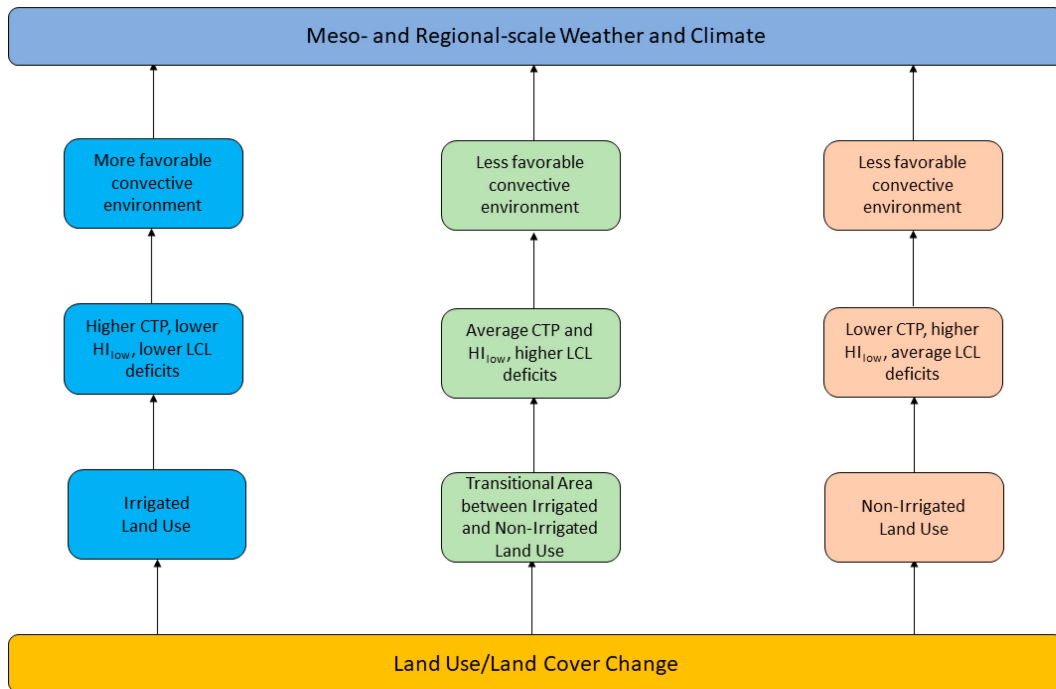 Meso- and Regional-scale Weather and Climate
More favorable
convective
environment
Less favorable
convective
environment
Less favorable
convective
environment
Higher CTP, lower
HIlow, lower LCL
deficits
Average CTP and
HIlow, higher LCL
deficits
Lower CTP, higher
HIlow, average LCL
deficits
Irrigated
Land Use
Transitional Area
between Irrigated
and Non-Irrigated
Land Use
Non-Irrigated
Land Use
Land Use/Land Cover Change